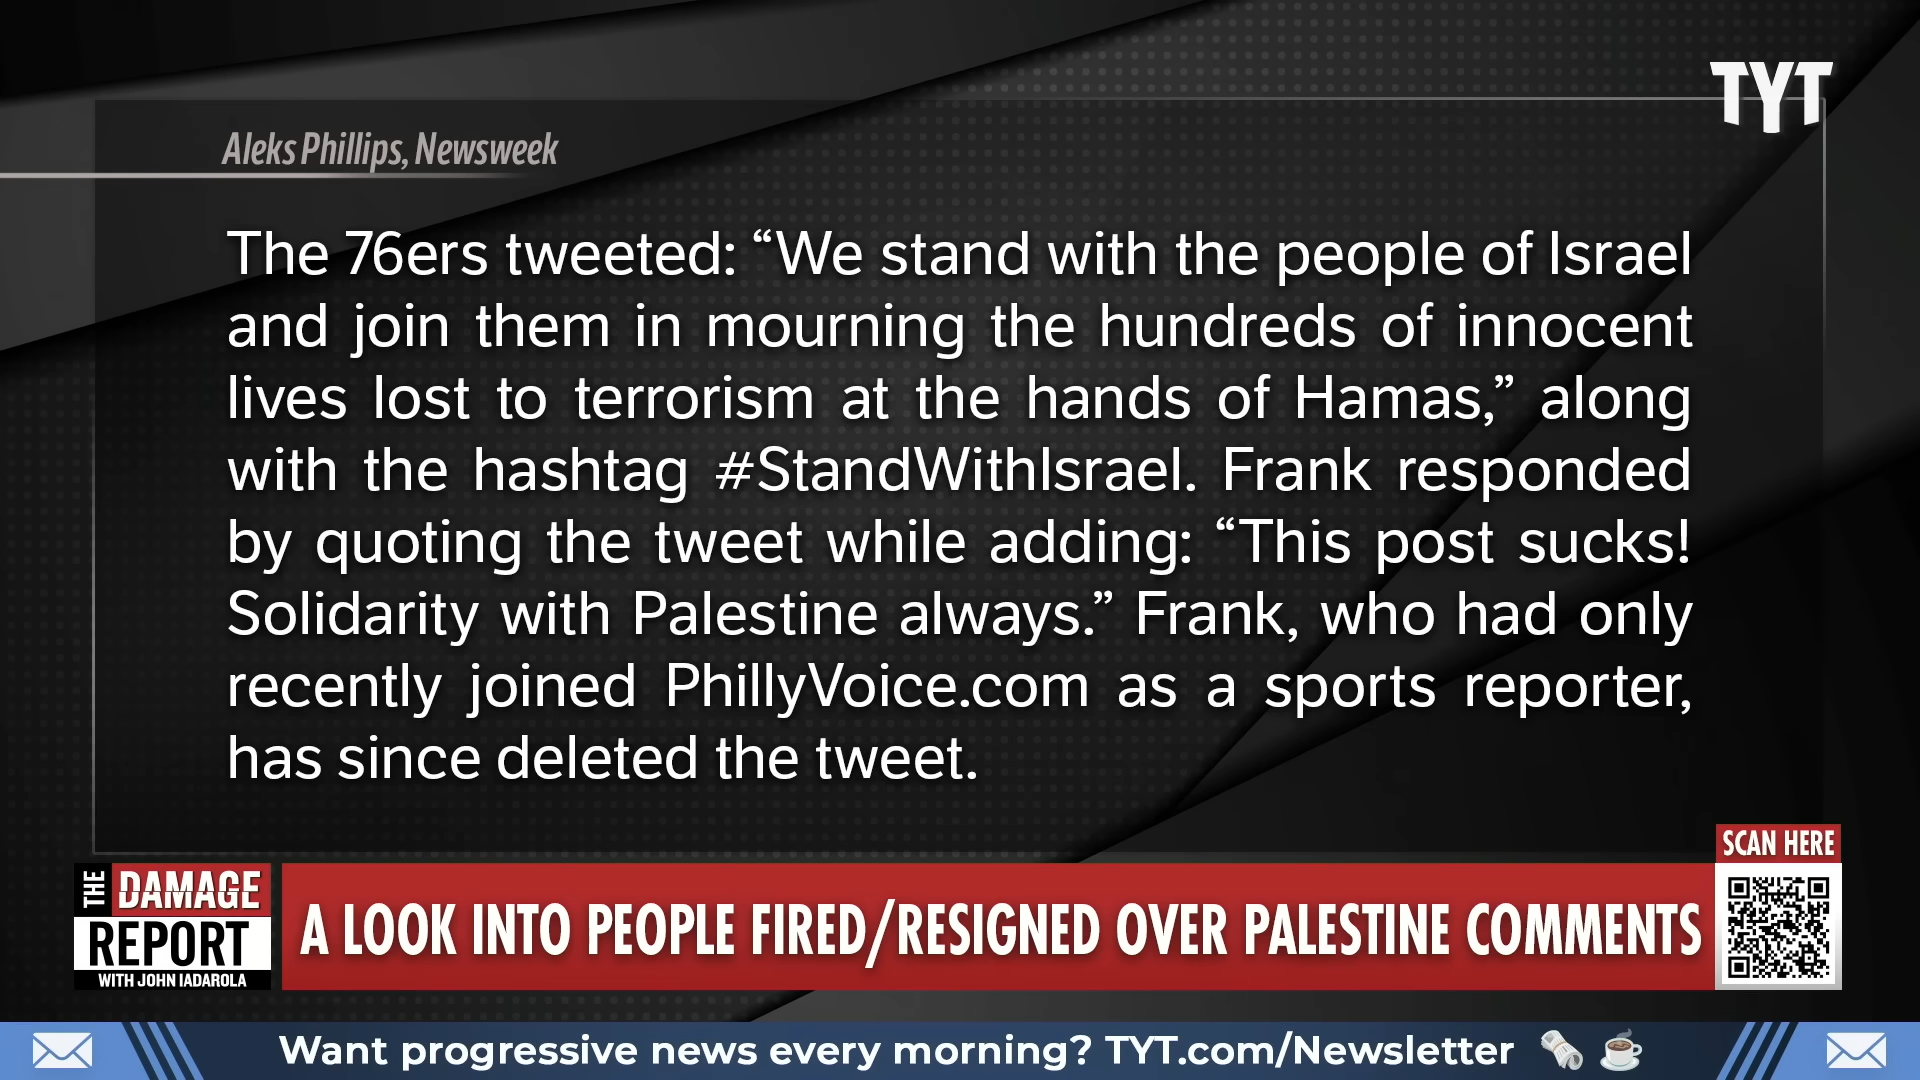 TYT
Aleks Phillips, Newsweek
The 76ers tweeted: “We stand with the people of Israel
and join them in mourning the hundreds of innocent
lives lost to terrorism at the hands of Hamas,” along
with the hashtag #StandWithIsrael. Frank responded
by quoting the tweet while adding: “This post sucks!
Solidarity with Palestine always.” Frank, who had only
recently joined PhillyVoice.com as a sports reporter,
has since deleted the tweet.
SCAN HERE
THE DAMAGE
REPORT
WITH JOHN IADAROLA
A LOOK INTO PEOPLE FIRED/RESIGNED OVER PALESTINE COMMENTS
Want progressive news every morning? TYT.com/Newsletter